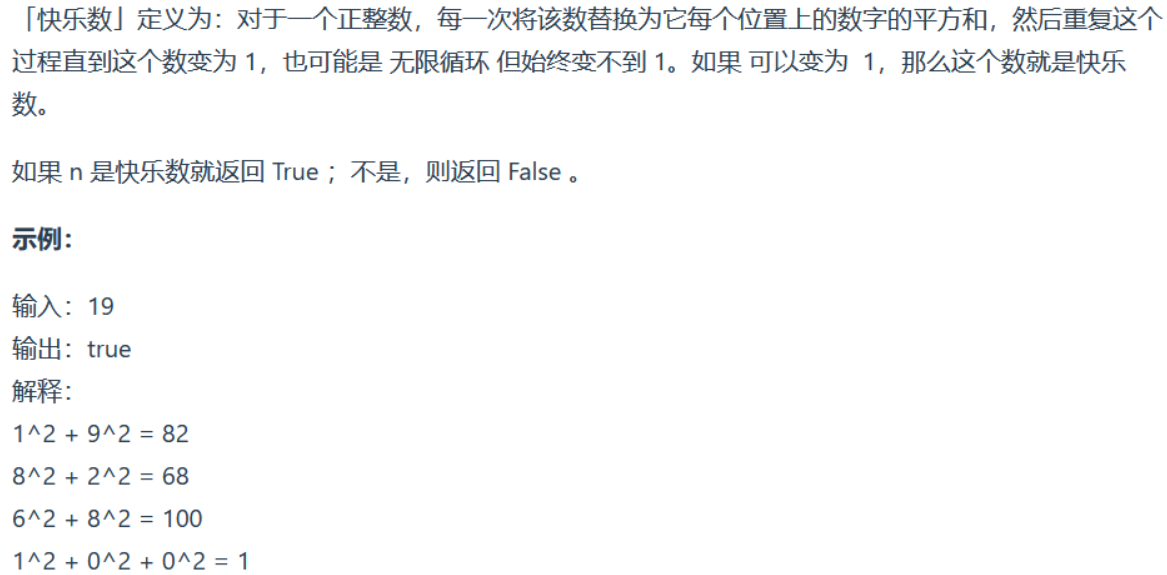 「快乐数」定义为：对于一个正整数，每一次将该数替换为它每个位置上的数字的平方和，然后重复这个
过程直到这个数变为 1，也可能是 无限循环 但始终变不到 1。如果 可以变为  1，那么这个数就是快乐
数。
如果 n 是快乐数就返回 True ；不是，则返回 False 。
示例：
输入：19
输出：true
解释：
1^2 + 9^2 = 82
8^2 + 2^2 = 68
6^2 + 8^2 = 100
1^2 + 0^2 + 0^2 = 1